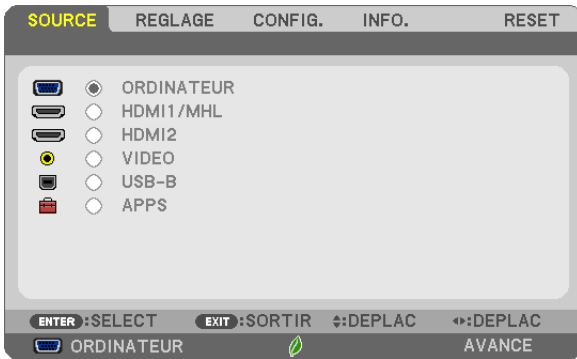 SOURCE REGLAGE CONFIG. INFO. RESET
ORDINATEUR
HDMI1/MHL
HDMI2
VIDEO
USB-B
APPS
ENTER :SELECT EXIT :SORTIR :DEPLAC :DEPLAC
ORDINATEUR AVANCE